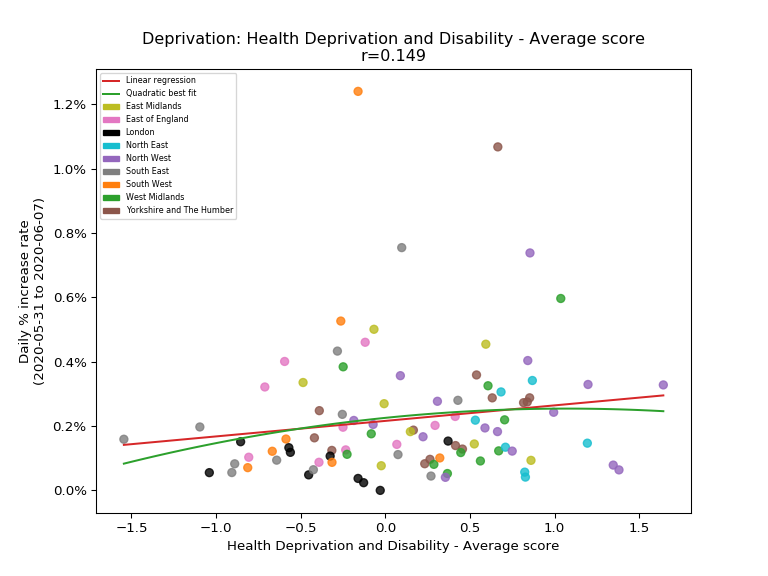 Deprivation: Health Deprivation and Disability - Average score
r=0.149
Linear regression
Quadratic best fit
East Midlands
East of England
London
North East
North West
South East
South West
West Midlands
Yorkshire and The Humber
1.2%
1.0%
0.8%
0.6%
0.4%
0.2%
0.0%
Daily % increase rate
(2020-05-31 to 2020-06-07)
−1.5
−1.0
−0.5
0.0
0.5
1.0
1.5
Health Deprivation and Disability - Average score